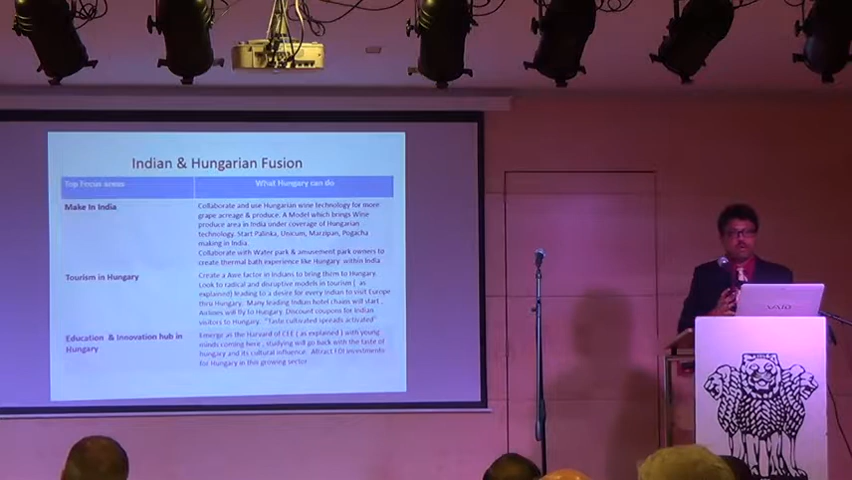 Indian & Hungarian Fusion
Top Focus areas
What Hungary can do
Make In India
Collaborate and use Hungarian wine technology for more
grape acreage & produce. A Model which brings Wine
produce area in India under coverage of Hungarian
technology. Start Palinka, Unicum, Marzipan, Pogacha
making in India.
Collaborate with Water park & amusement park owners to
create thermal bath experience like Hungary within India
Tourism in Hungary
Create a Awe factor in Indians to bring them to Hungary.
Look to radical and disruptive models in tourism ( as
explained) leading to a desire for every Indian to visit Europe
thru Hungary. Many leading Indian hotel chains will start.
Airlines will fly to Hungary. Discount coupons for Indian
visitors to Hungary. "Taste cultivated spreads activated"
Education & Innovation hub in
Hungary
Emerge as the Harvard of CEE ( as explained ) with young
minds coming here , studying will go back with the taste of
hungary and its cultural influence. Attract FDI investments
for Hungary in this growing sector
VAIO